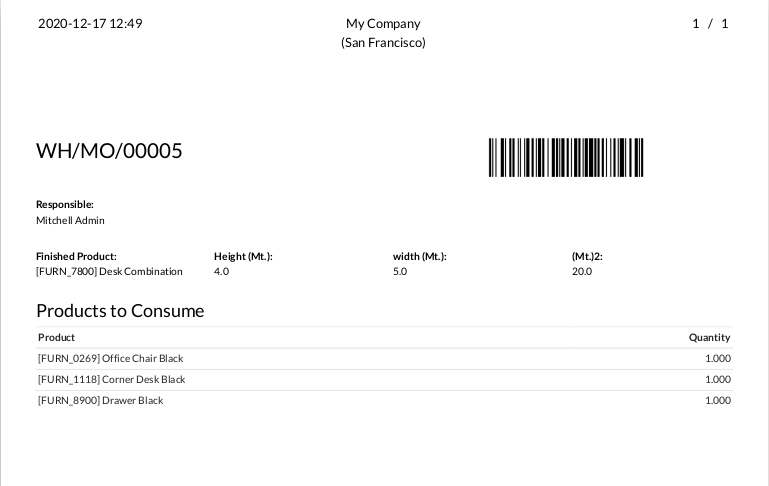 2020-12-17 12:49 My Company 1 / 1
(San Francisco)
WH/MO/00005
Responsible:
Mitchell Admin
Finished Product: Height (Mt.): width (Mt.): (Mt.)2:
[FURN_7800] Desk Combination 4.0 5.0 20.0
Products to Consume
Product Quantity
[FURN_0269] Office Chair Black 1.000
[FURN_1118] Corner Desk Black 1.000
[FURN_8900] Drawer Black 1.000